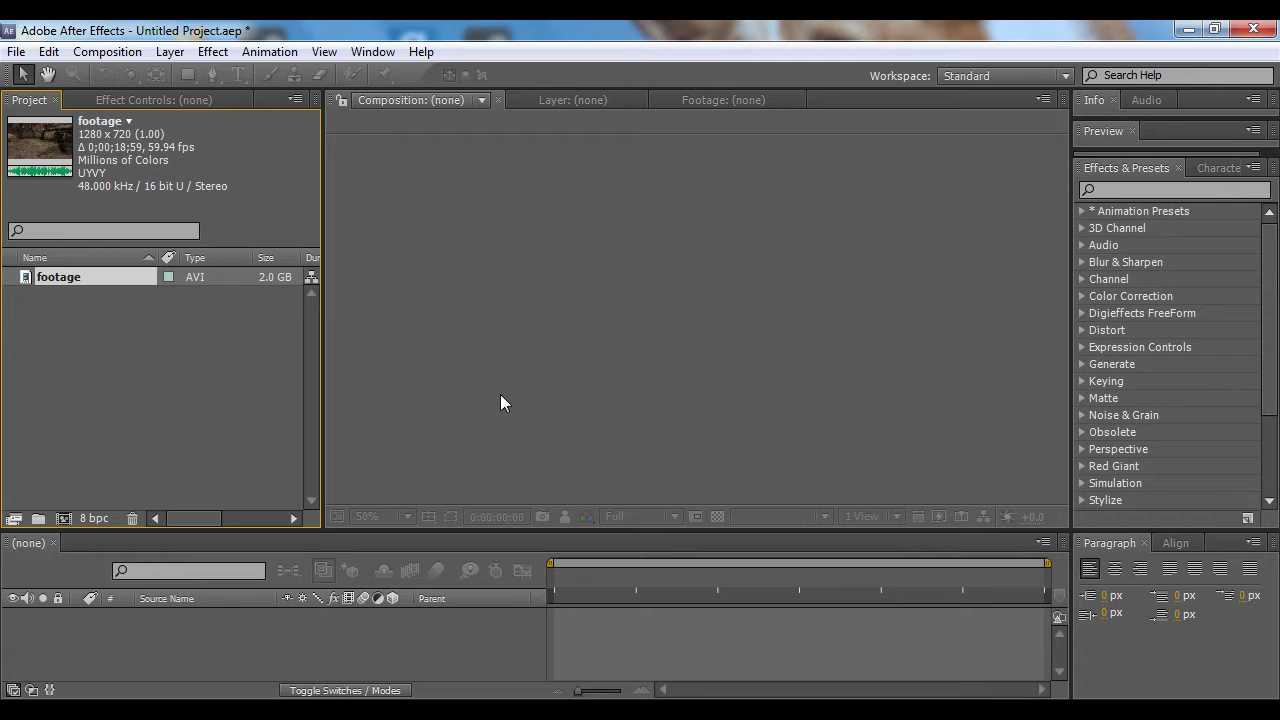 Ae Adobe After Effects - Untitled Project.aep *
File Edit Composition Layer Effect Animation View Window Help
Workspace: Standard Search Help
Project Effect Controls: (none) Composition: (none) Layer: (none) Footage: (none) Info Audio
footage
1280 x 720 (1.00)
Δ 0;00;18;59, 59.94 fps
Millions of Colors
UYVY
48.000 kHz / 16 bit U / Stereo
Name Type Size Dur
footage AVI 2.0 GB
8 bpc
50% 0:00:00:00 Full 1 View +0.0
Preview
Effects & Presets Characte
* Animation Presets
3D Channel
Audio
Blur & Sharpen
Channel
Color Correction
Digieffects FreeForm
Distort
Expression Controls
Generate
Keying
Matte
Noise & Grain
Obsolete
Perspective
Red Giant
Simulation
Stylize
(none)
# Source Name fx Parent
Toggle Switches / Modes
Paragraph Align
0 px 0 px 0 px
0 px 0 px